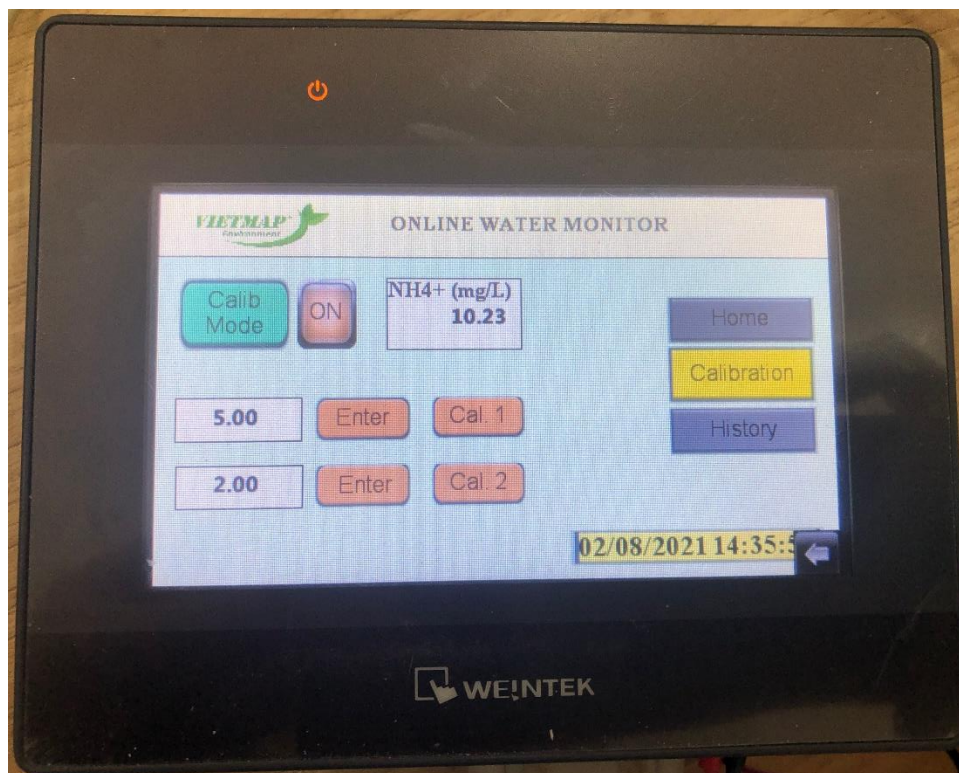 VIETMAP
Environment
ONLINE WATER MONITOR
Calib
Mode
ON
NH4+ (mg/L)
10.23
Home
Calibration
5.00
Enter
Cal. 1
History
2.00
Enter
Cal. 2
02/08/2021 14:35:
WEINTEK